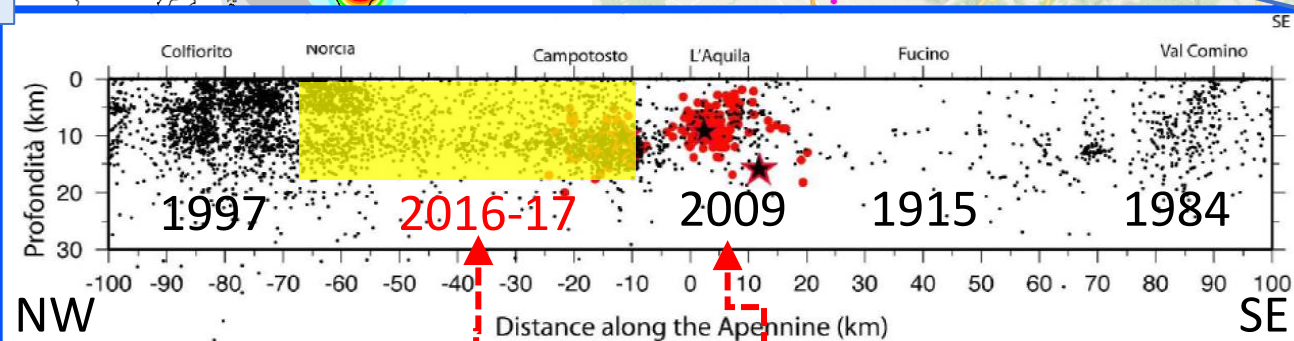 SE
Colfiorito Norcia Campotosto L'Aquila Fucino Val Comino
0
10
20
30
Profondità (km)
1997 2016-17 2009 1915 1984
-100 -90 -80 -70 -60 -50 -40 -30 -20 -10 0 10 20 30 40 50 60 70 80 90 100
NW Distance along the Apennine (km) SE